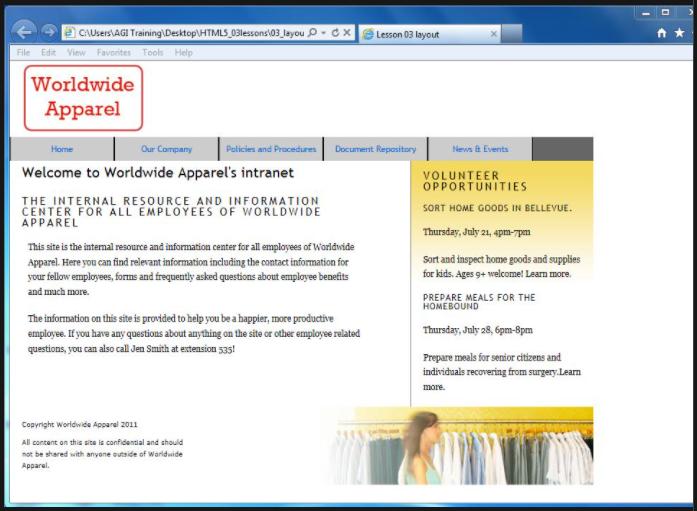 C:\Users\AGI Training\Desktop\HTML5_03lessons\03_layou
Lesson 03 layout
File Edit View Favorites Tools Help
Worldwide
Apparel
Home Our Company Policies and Procedures Document Repository News & Events
Welcome to Worldwide Apparel's intranet
THE INTERNAL RESOURCE AND INFORMATION
CENTER FOR ALL EMPLOYEES OF WORLDWIDE
APPAREL
This site is the internal resource and information center for all employees of Worldwide
Apparel. Here you can find relevant information including the contact information for
your fellow employees, forms and frequently asked questions about employee benefits
and much more.
The information on this site is provided to help you be a happier, more productive
employee. If you have any questions about anything on the site or other employee related
questions, you can also call Jen Smith at extension 535!
VOLUNTEER
OPPORTUNITIES
SORT HOME GOODS IN BELLEVUE.
Thursday, July 21, 4pm-7pm
Sort and inspect home goods and supplies
for kids. Ages 9+ welcome! Learn more.
PREPARE MEALS FOR THE
HOMEBOUND
Thursday, July 28, 6pm-8pm
Prepare meals for senior citizens and
individuals recovering from surgery.Learn
more.
Copyright Worldwide Apparel 2011
All content on this site is confidential and should
not be shared with anyone outside of Worldwide
Apparel.